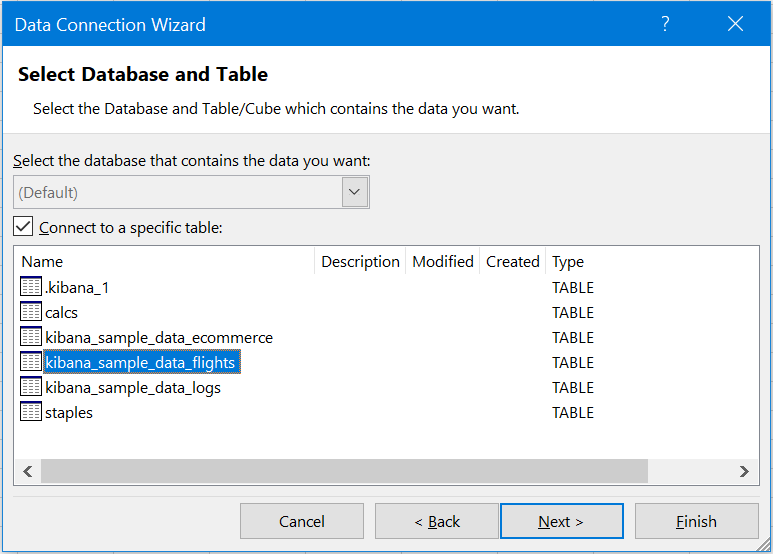 Data Connection Wizard ?
Select Database and Table
Select the Database and Table/Cube which contains the data you want.
Select the database that contains the data you want:
(Default)
Connect to a specific table:
Name Description Modified Created Type
.kibana_1 TABLE
calcs TABLE
kibana_sample_data_ecommerce TABLE
kibana_sample_data_flights TABLE
kibana_sample_data_logs TABLE
staples TABLE
Cancel < Back Next > Finish